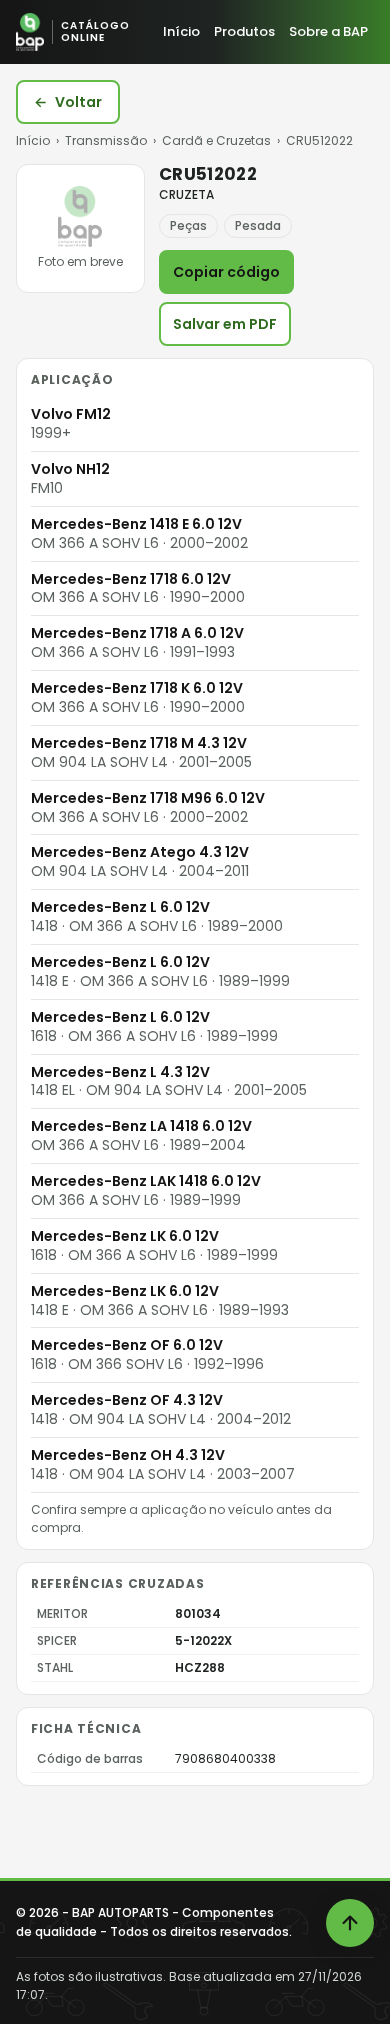 bap
CATÁLOGO
ONLINE
Início
Produtos
Sobre a BAP
← Voltar
Início › Transmissão › Cardã e Cruzetas › CRU512022
bap
Foto em breve
CRU512022
CRUZETA
Peças
Pesada
Copiar código
Salvar em PDF
APLICAÇÃO
Volvo FM12
1999+
Volvo NH12
FM10
Mercedes-Benz 1418 E 6.0 12V
OM 366 A SOHV L6 · 2000–2002
Mercedes-Benz 1718 6.0 12V
OM 366 A SOHV L6 · 1990–2000
Mercedes-Benz 1718 A 6.0 12V
OM 366 A SOHV L6 · 1991–1993
Mercedes-Benz 1718 K 6.0 12V
OM 366 A SOHV L6 · 1990–2000
Mercedes-Benz 1718 M 4.3 12V
OM 904 LA SOHV L4 · 2001–2005
Mercedes-Benz 1718 M96 6.0 12V
OM 366 A SOHV L6 · 2000–2002
Mercedes-Benz Atego 4.3 12V
OM 904 LA SOHV L4 · 2004–2011
Mercedes-Benz L 6.0 12V
1418 · OM 366 A SOHV L6 · 1989–2000
Mercedes-Benz L 6.0 12V
1418 E · OM 366 A SOHV L6 · 1989–1999
Mercedes-Benz L 6.0 12V
1618 · OM 366 A SOHV L6 · 1989–1999
Mercedes-Benz L 4.3 12V
1418 EL · OM 904 LA SOHV L4 · 2001–2005
Mercedes-Benz LA 1418 6.0 12V
OM 366 A SOHV L6 · 1989–2004
Mercedes-Benz LAK 1418 6.0 12V
OM 366 A SOHV L6 · 1989–1999
Mercedes-Benz LK 6.0 12V
1618 · OM 366 A SOHV L6 · 1989–1999
Mercedes-Benz LK 6.0 12V
1418 E · OM 366 A SOHV L6 · 1989–1993
Mercedes-Benz OF 6.0 12V
1618 · OM 366 SOHV L6 · 1992–1996
Mercedes-Benz OF 4.3 12V
1418 · OM 904 LA SOHV L4 · 2004–2012
Mercedes-Benz OH 4.3 12V
1418 · OM 904 LA SOHV L4 · 2003–2007
Confira sempre a aplicação no veículo antes da
compra.
REFERÊNCIAS CRUZADAS
MERITOR 801034
SPICER 5-12022X
STAHL HCZ288
FICHA TÉCNICA
Código de barras 7908680400338
© 2026 - BAP AUTOPARTS - Componentes
de qualidade - Todos os direitos reservados.
As fotos são ilustrativas. Base atualizada em 27/11/2026
17:07.